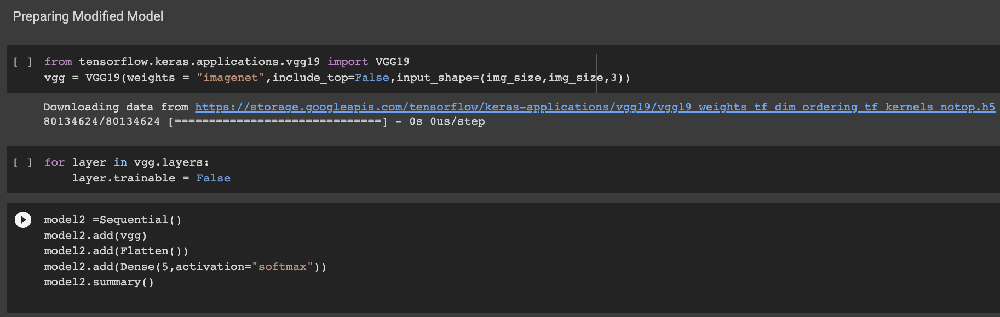 Preparing Modified Model
[ ] from tensorflow.keras.applications.vgg19 import VGG19
vgg = VGG19(weights = "imagenet",include_top=False,input_shape=(img_size,img_size,3))
Downloading data from https://storage.googleapis.com/tensorflow/keras-applications/vgg19/vgg19_weights_tf_dim_ordering_tf_kernels_notop.h5
80134624/80134624 [==============================] - 0s 0us/step
[ ] for layer in vgg.layers:
layer.trainable = False
model2 =Sequential()
model2.add(vgg)
model2.add(Flatten())
model2.add(Dense(5,activation="softmax"))
model2.summary()